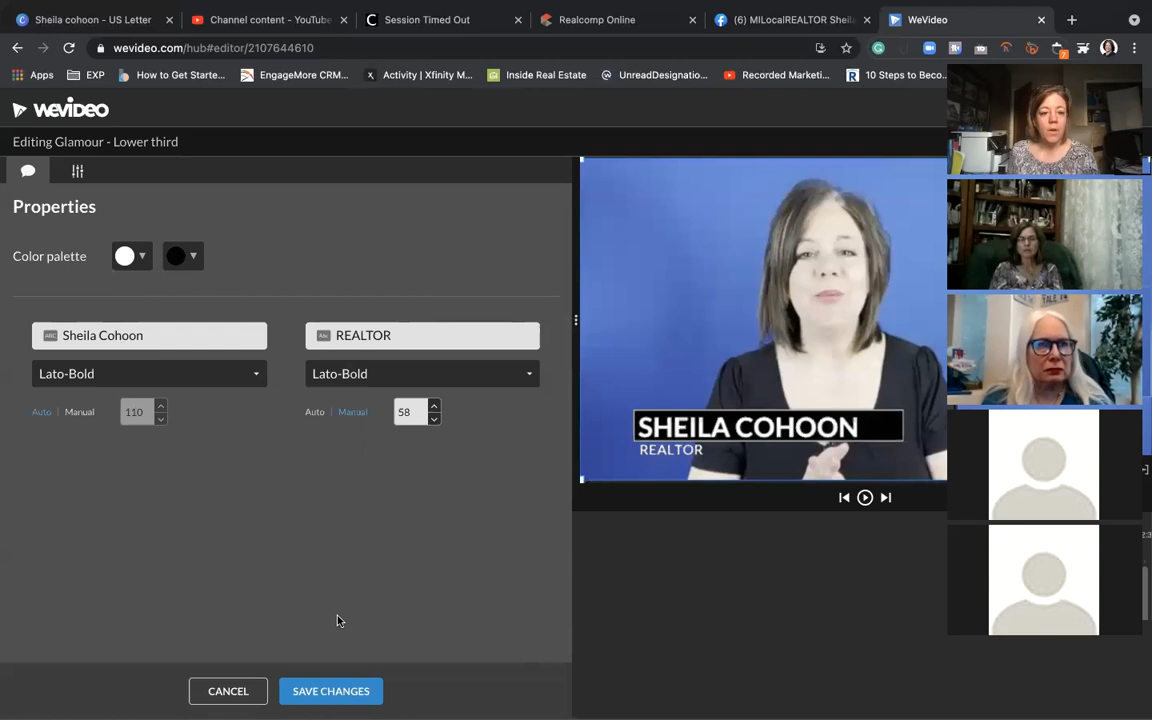 Sheila cohoon - US Letter
Channel content - YouTube
Session Timed Out
Realcomp Online
(6) MILocalREALTOR Sheila
WeVideo
wevideo.com/hub#editor/2107644610
Apps
EXP
How to Get Starte...
EngageMore CRM...
Activity | Xfinity M...
Inside Real Estate
UnreadDesignatio...
Recorded Marketi...
10 Steps to Beco...
WEVIDEO
Editing Glamour - Lower third
Properties
Color palette
Sheila Cohoon
REALTOR
Lato-Bold
Lato-Bold
Auto | Manual
110
Auto | Manual
58
SHEILA COHOON
REALTOR
CANCEL
SAVE CHANGES